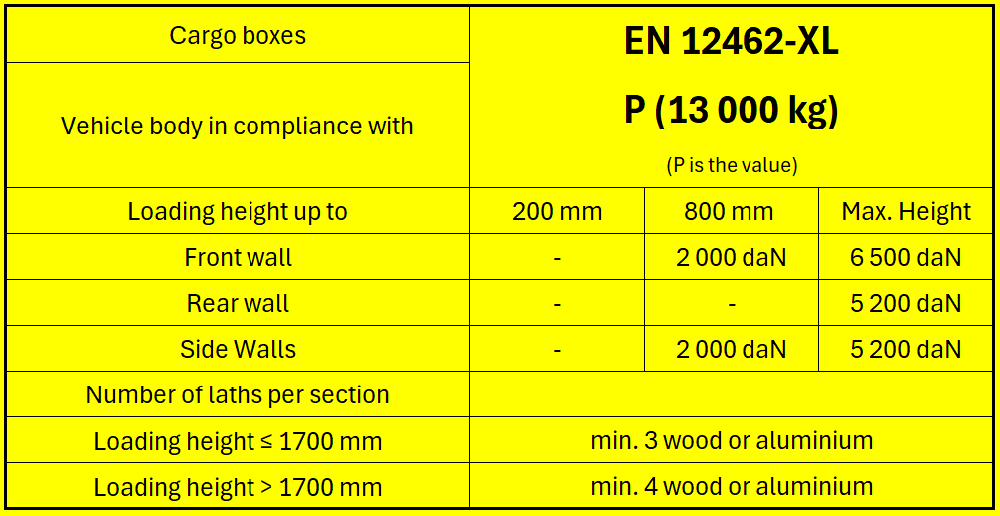 Cargo boxes
EN 12462-XL
P (13 000 kg)
Vehicle body in compliance with
(P is the value)
Loading height up to 200 mm 800 mm Max. Height
Front wall - 2 000 daN 6 500 daN
Rear wall - - 5 200 daN
Side Walls - 2 000 daN 5 200 daN
Number of laths per section
Loading height ≤ 1700 mm min. 3 wood or aluminium
Loading height > 1700 mm min. 4 wood or aluminium